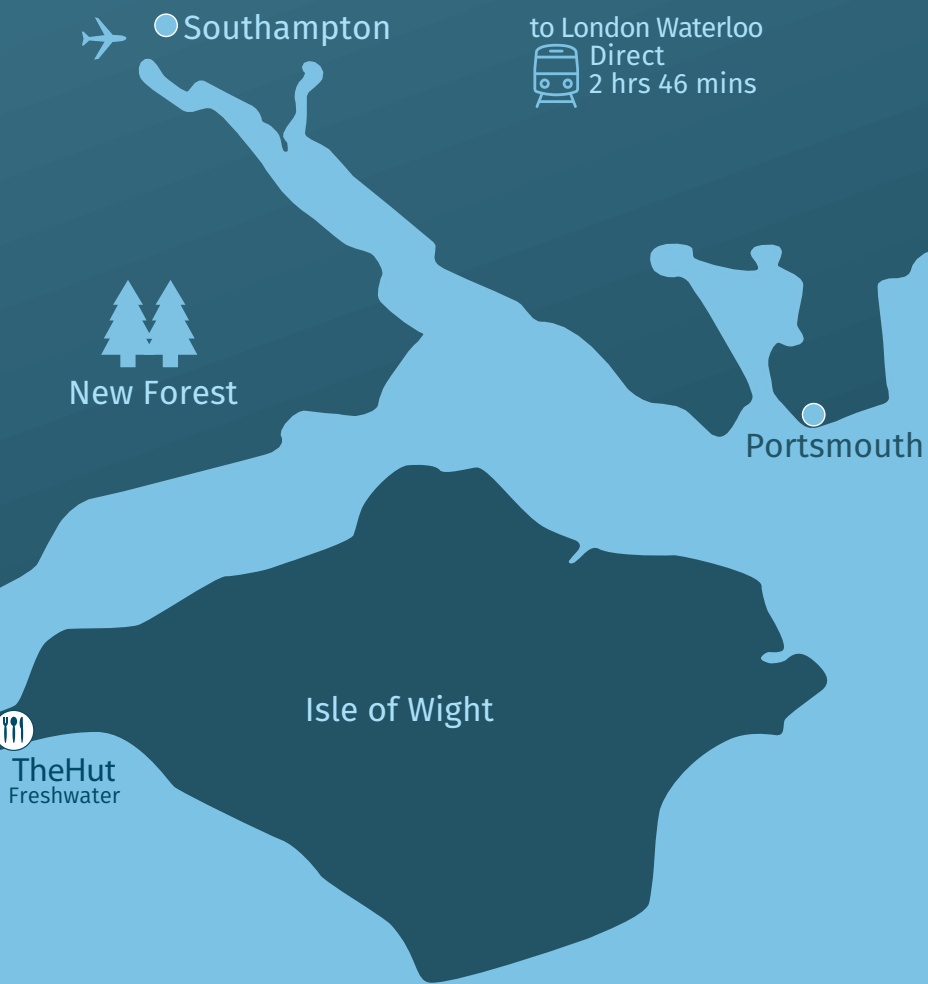 Southampton
to London Waterloo
Direct
2 hrs 46 mins
New Forest
Portsmouth
Isle of Wight
TheHut
Freshwater